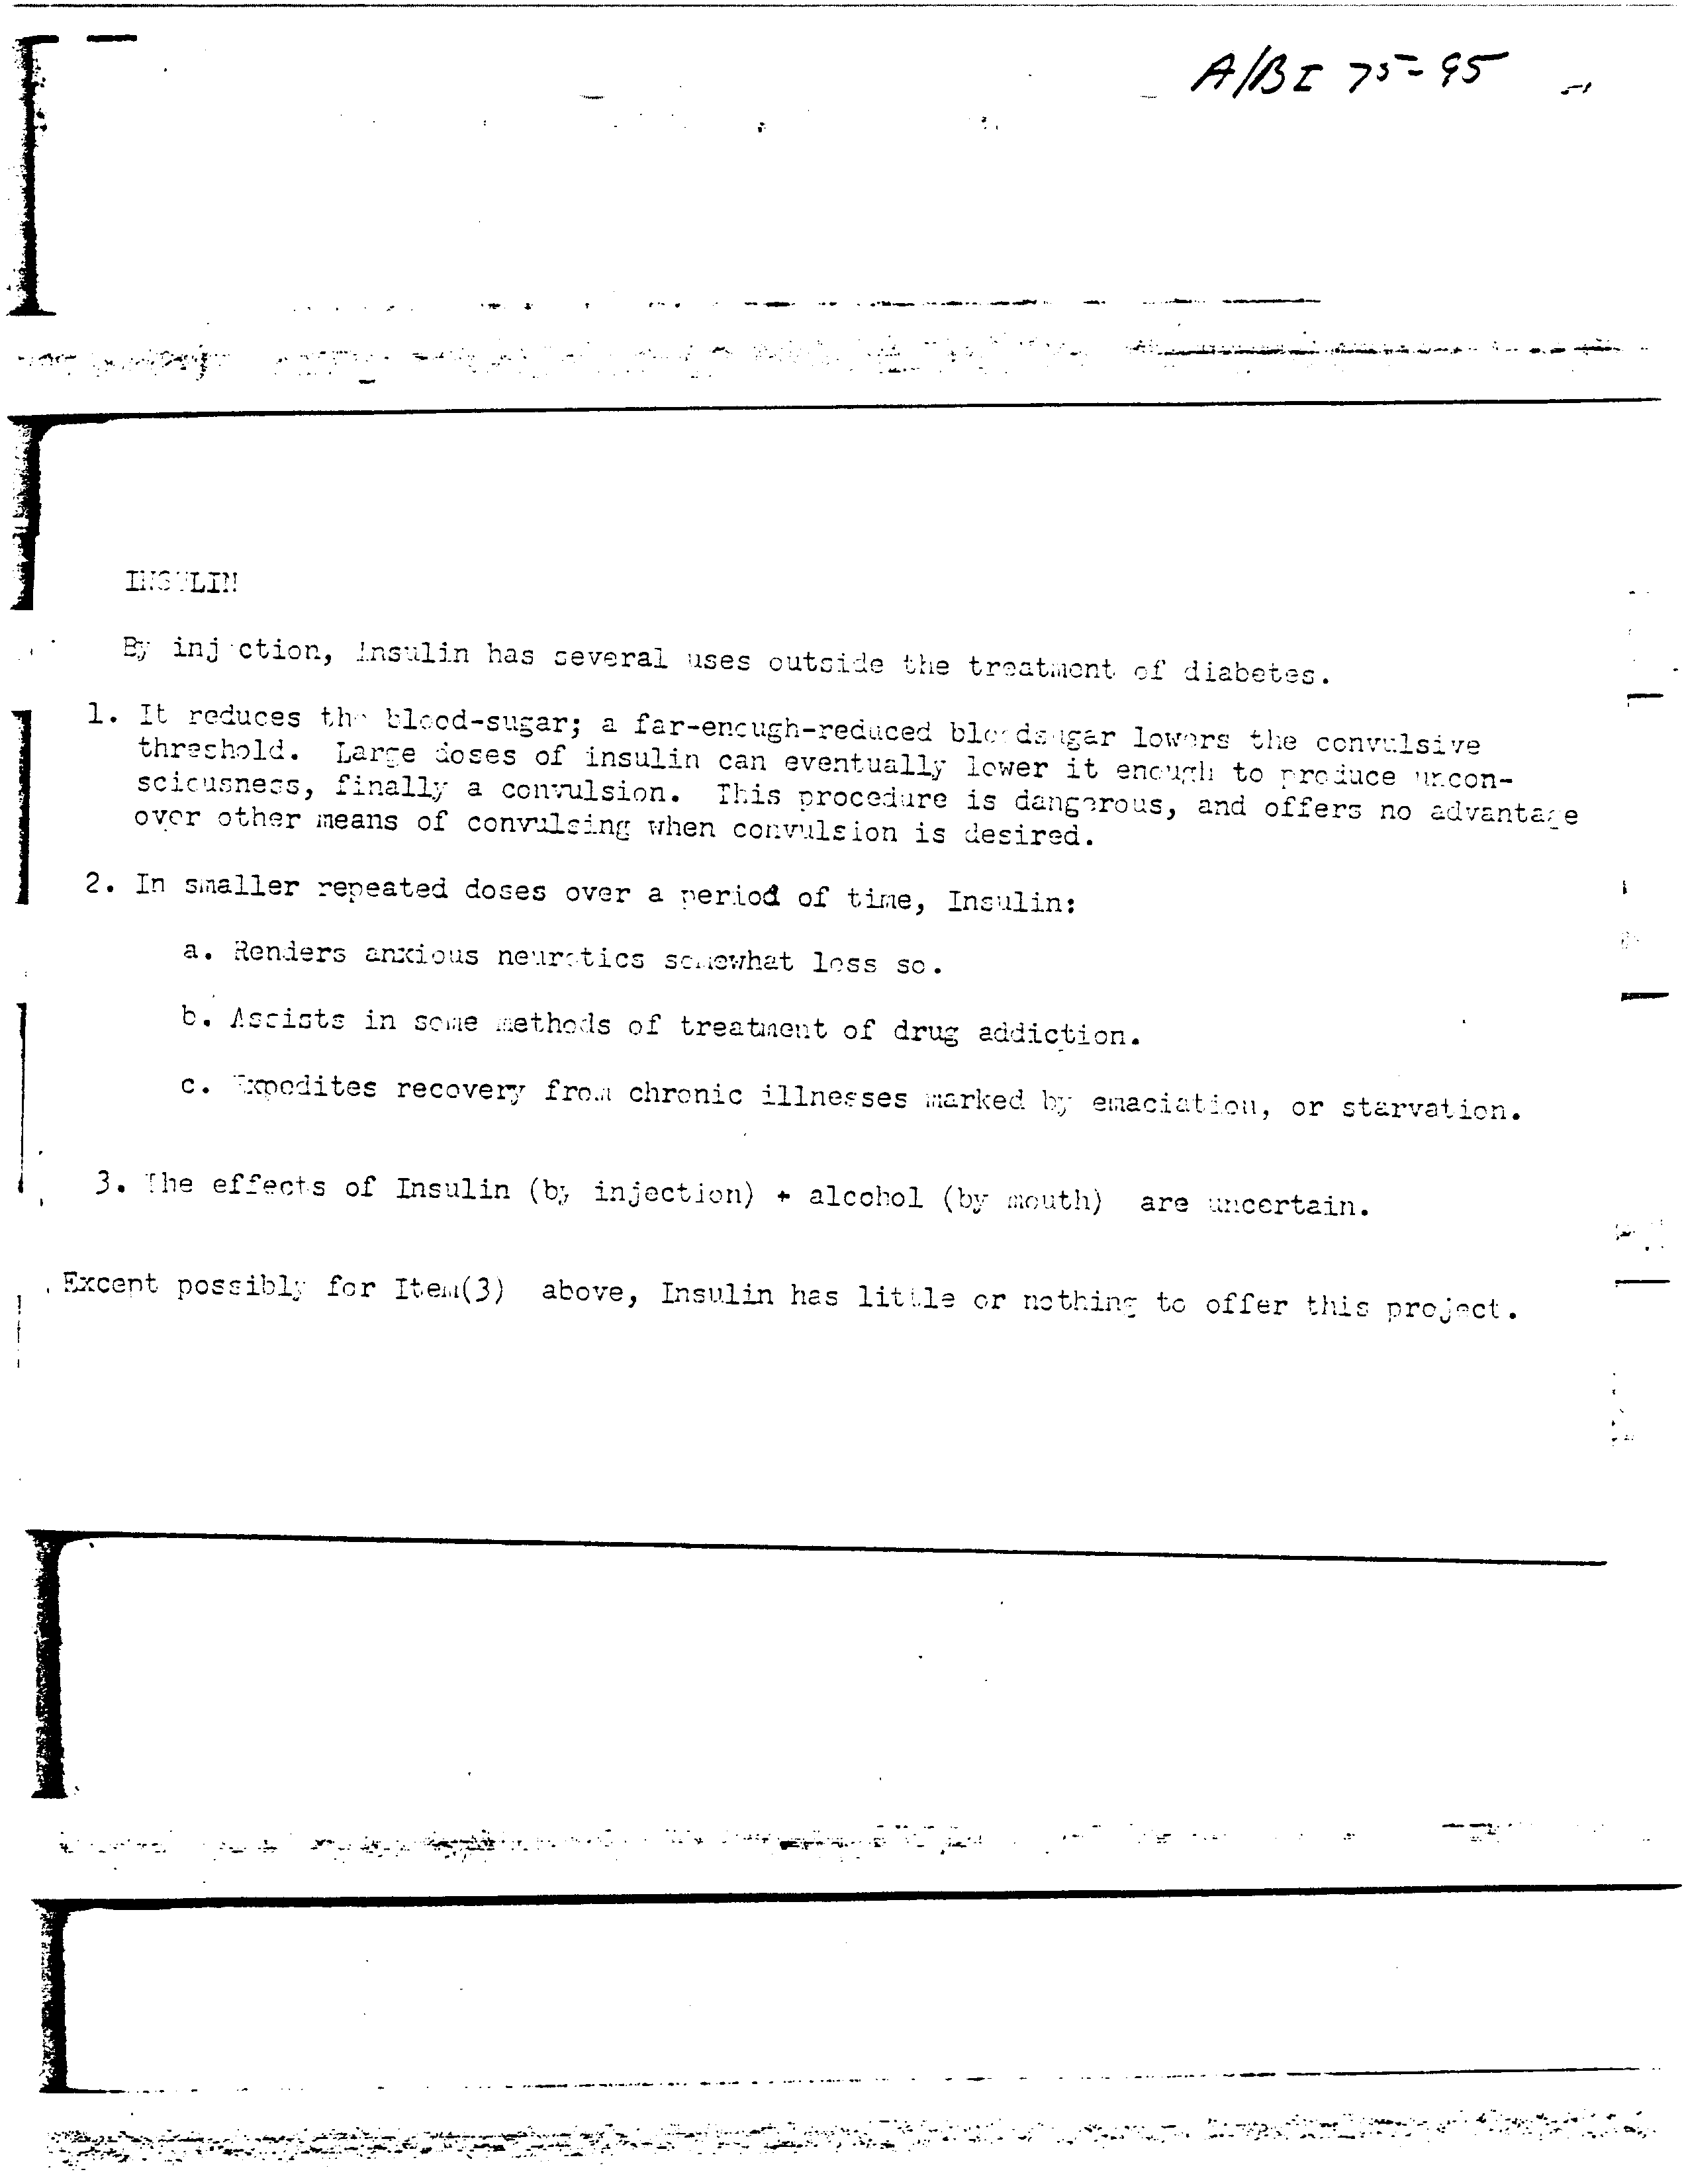 A/BI 75-95
INSULIN
By injection, Insulin has several uses outside the treatment of diabetes.
1. It reduces the blood-sugar; a far-enough-reduced bloodsugar lowers the convulsive
threshold. Large doses of insulin can eventually lower it enough to produce uncon-
sciousness, finally a convulsion. This procedure is dangerous, and offers no advantage
over other means of convulsing when convulsion is desired.
2. In smaller repeated doses over a period of time, Insulin:
a. Renders anxious neurotics somewhat less so.
b. Assists in some methods of treatment of drug addiction.
c. Expedites recovery from chronic illnesses marked by emaciation, or starvation.
3. The effects of Insulin (by injection) + alcohol (by mouth) are uncertain.
Except possibly for Item(3) above, Insulin has little or nothing to offer this project.